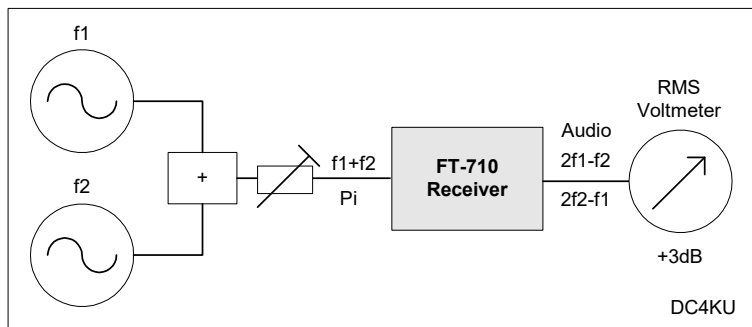 f1
f2
+
f1+f2
Pi
FT-710
Receiver
Audio
2f1-f2
2f2-f1
RMS
Voltmeter
+3dB
DC4KU